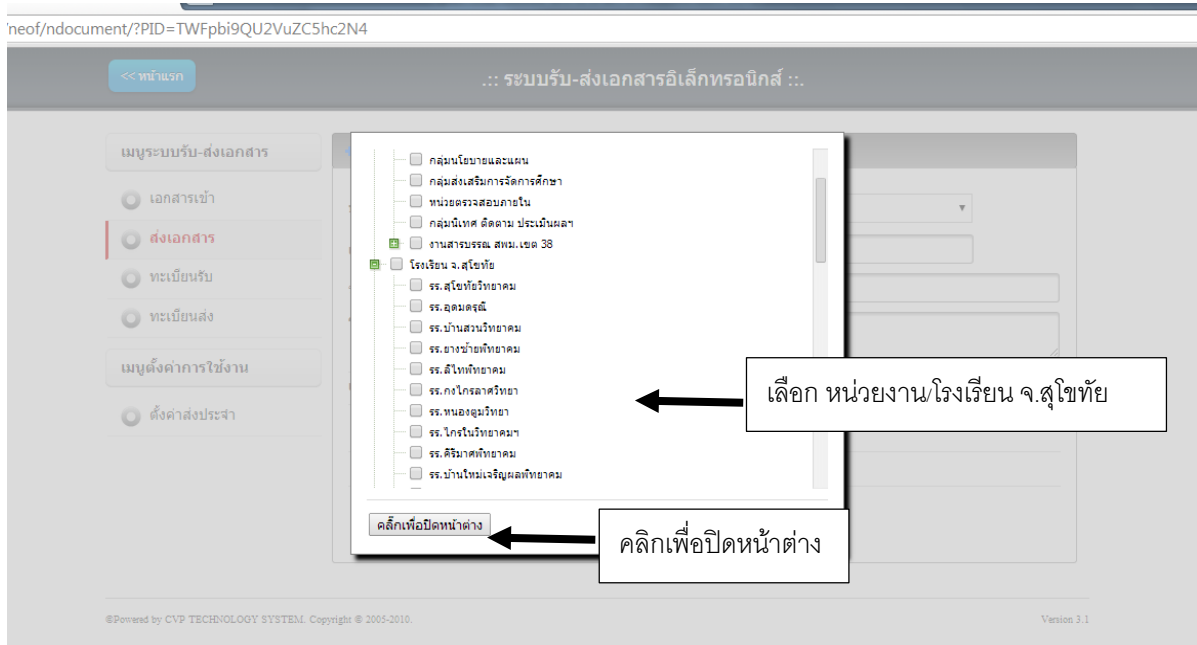 /neof/ndocument/?PID=TWFpbi9QU2VuZC5hc2N4
<< หน้าแรก
.:: ระบบรับ-ส่งเอกสารอิเล็กทรอนิกส์ ::.
เมนูระบบรับ-ส่งเอกสาร
เอกสารเข้า
ส่งเอกสาร
ทะเบียนรับ
ทะเบียนส่ง
เมนูตั้งค่าการใช้งาน
ตั้งค่าส่งประจำ
กลุ่มนโยบายและแผน
กลุ่มส่งเสริมการจัดการศึกษา
หน่วยตรวจสอบภายใน
กลุ่มนิเทศ ติดตาม ประเมินผลฯ
งานสารบรรณ สพม.เขต 38
โรงเรียน จ.สุโขทัย
รร.สุโขทัยวิทยาคม
รร.อุดมดรุณี
รร.บ้านสวนวิทยาคม
รร.ยางซ้ายพิทยาคม
รร.ลิไทพิทยาคม
รร.กงไกรลาศวิทยา
รร.หนองตูมวิทยา
รร.ไกรในวิทยาคมฯ
รร.คีรีมาศพิทยาคม
รร.บ้านใหม่เจริญผลพิทยาคม
เลือก หน่วยงาน/โรงเรียน จ.สุโขทัย
คลิ๊กเพื่อปิดหน้าต่าง
คลิกเพื่อปิดหน้าต่าง
©Powered by CVP TECHNOLOGY SYSTEM. Copyright © 2005-2010.
Version 3.1